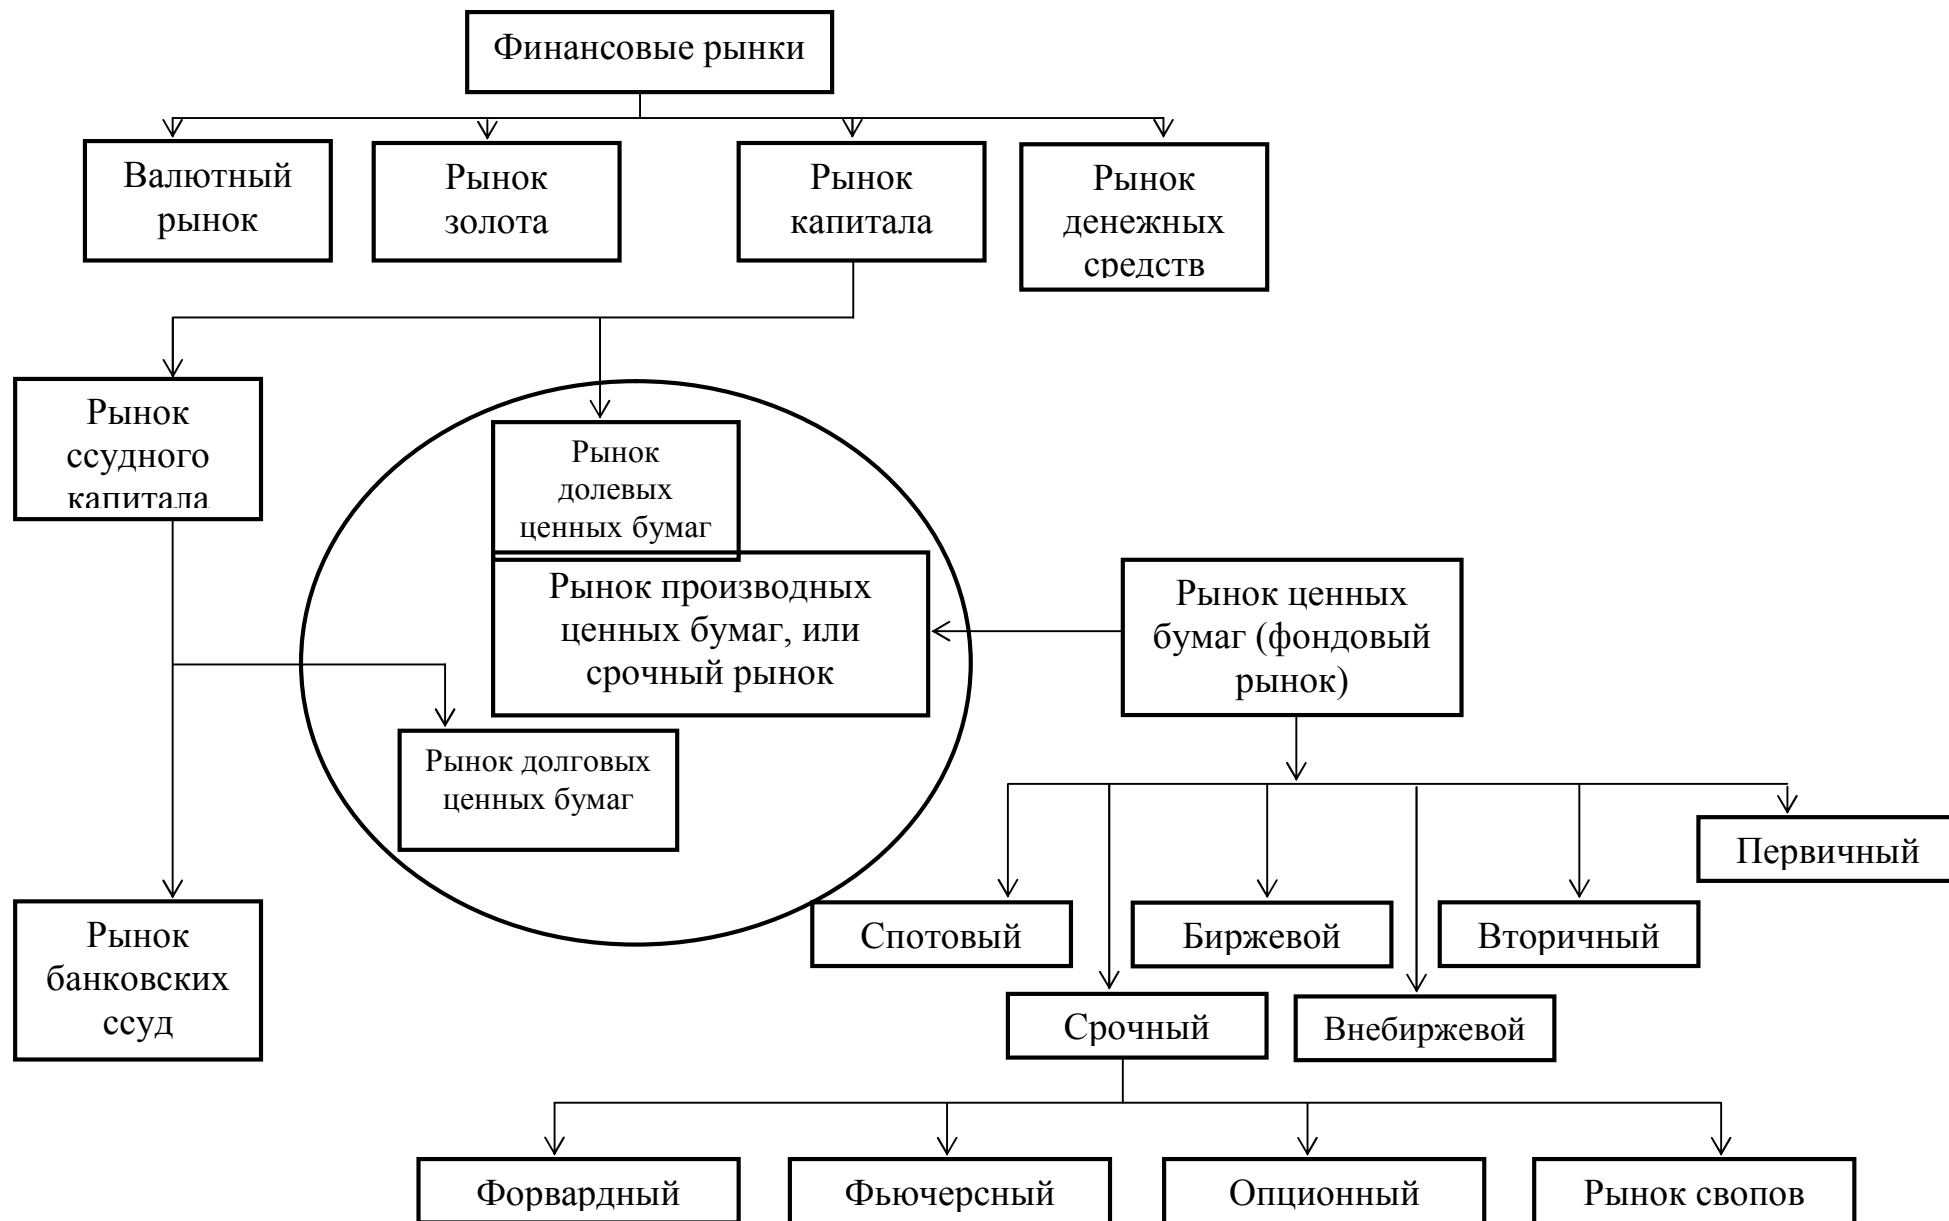 Финансовые рынки
Валютный
рынок
Рынок
золота
Рынок
капитала
Рынок
денежных
средств
Рынок
ссудного
капитала
Рынок
долевых
ценных бумаг
Рынок производных
ценных бумаг, или
срочный рынок
Рынок ценных
бумаг (фондовый
рынок)
Рынок долговых
ценных бумаг
Первичный
Рынок
банковских
ссуд
Спотовый
Биржевой
Вторичный
Срочный
Внебиржевой
Форвардный
Фьючерсный
Опционный
Рынок свопов